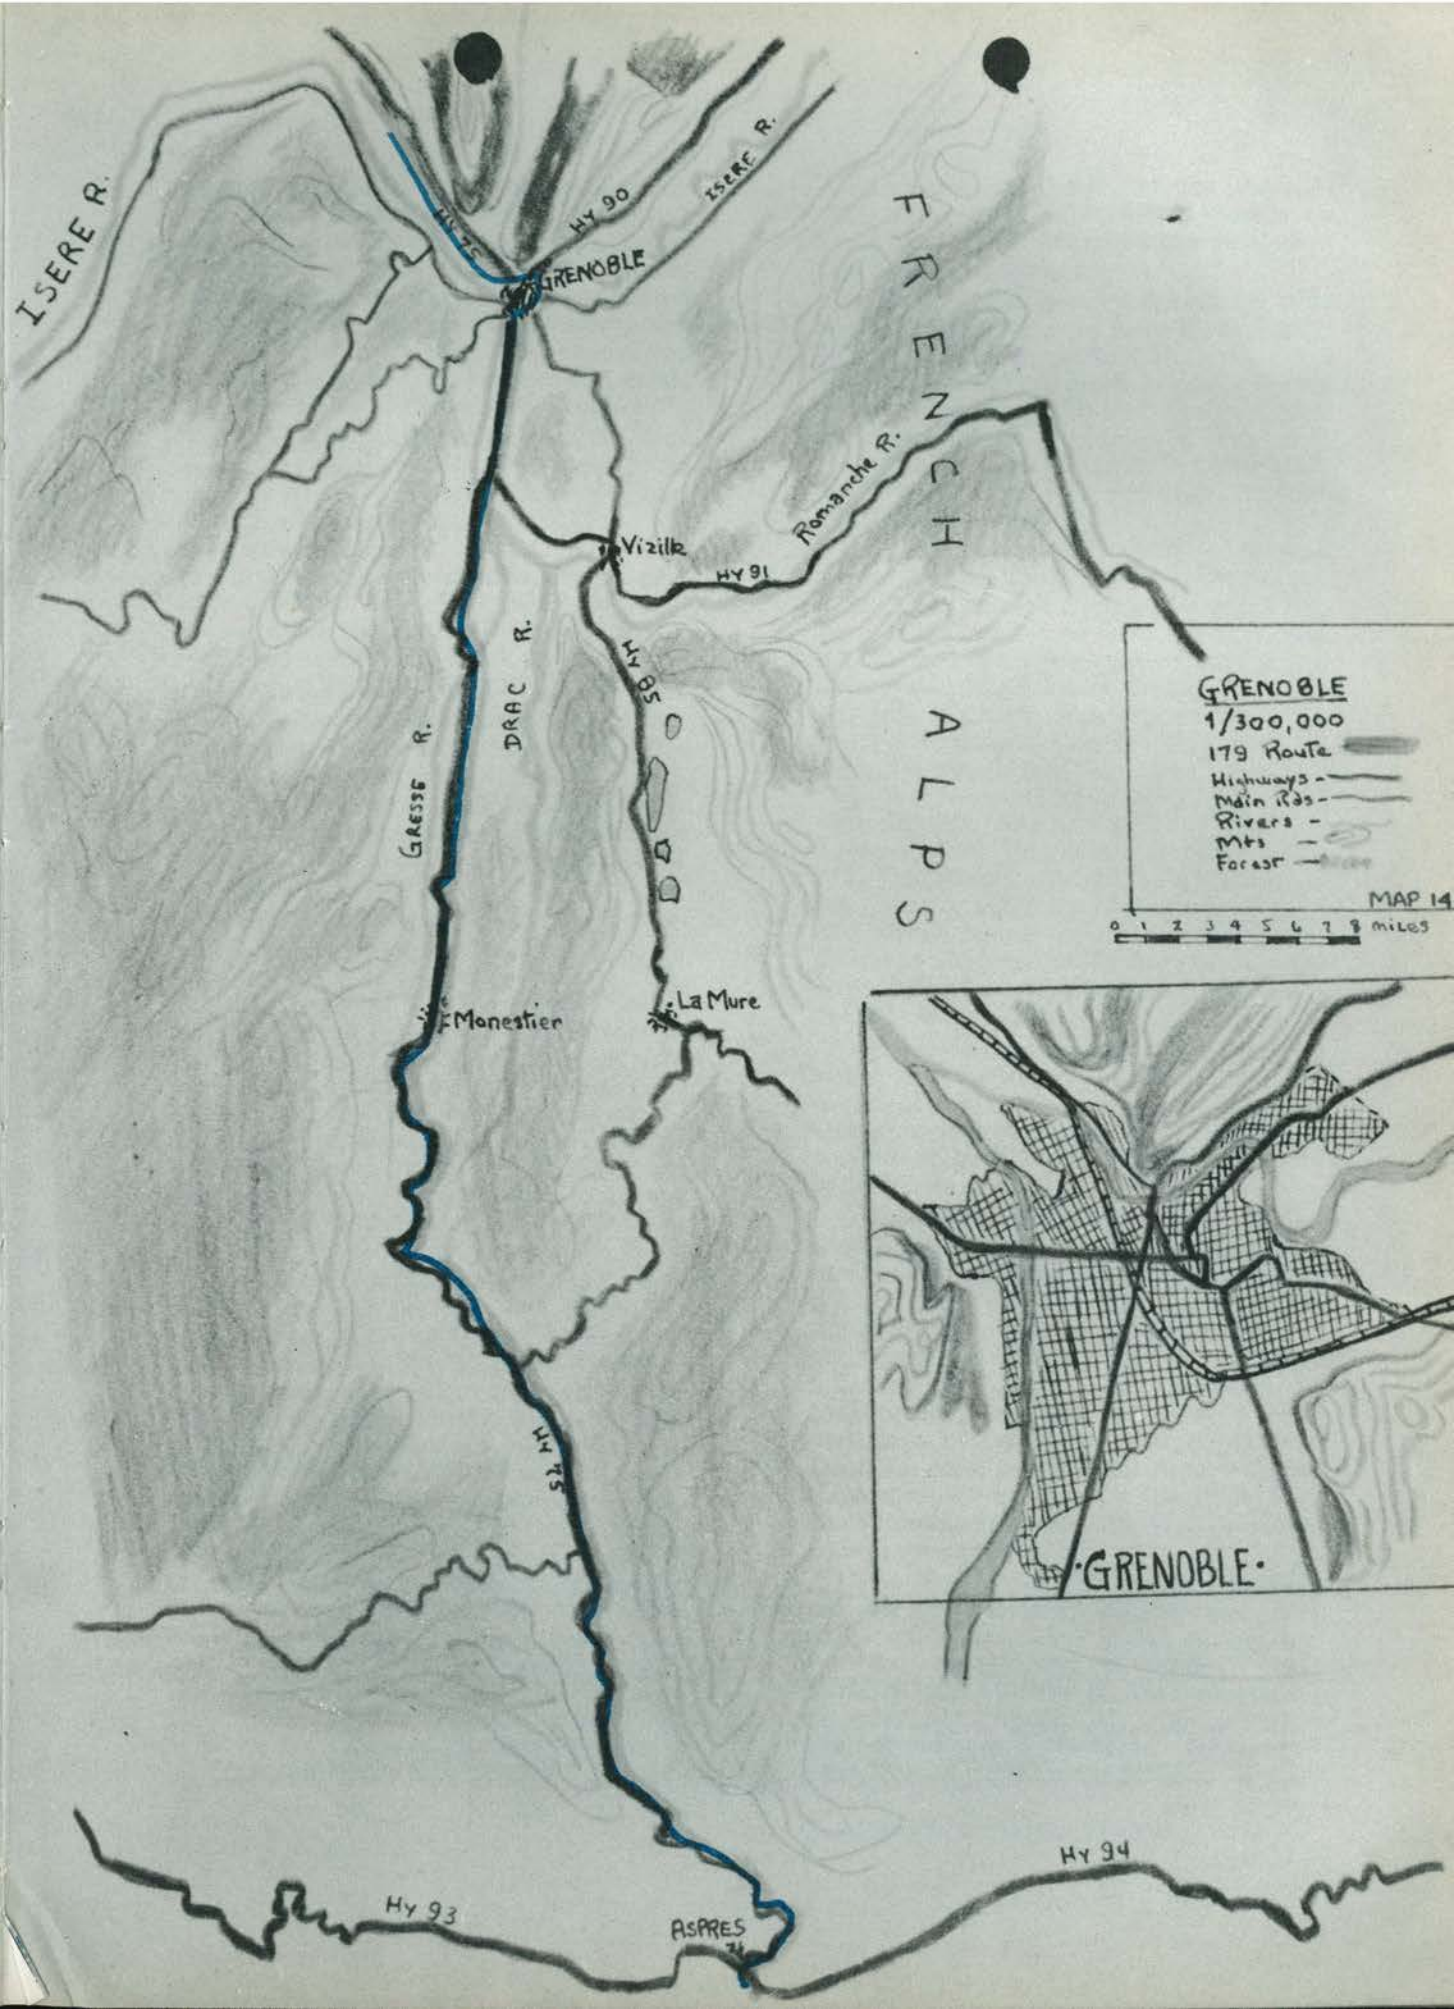 ISERE R.
HY 75
HY 90
ISERE R.
GRENOBLE
FRENCH
ALPS
Romanche R.
Vizille
HY 91
HY 85
DRAC R.
GRESSE R.
GRENOBLE
1/300,000
179 Route
Highways -
Main Rds -
Rivers -
Mts -
Forest -
MAP 14
0 1 2 3 4 5 6 7 8 miLES
La Mure
Monestier
HY 75
·GRENOBLE·
HY 94
HY 93
ASPRES